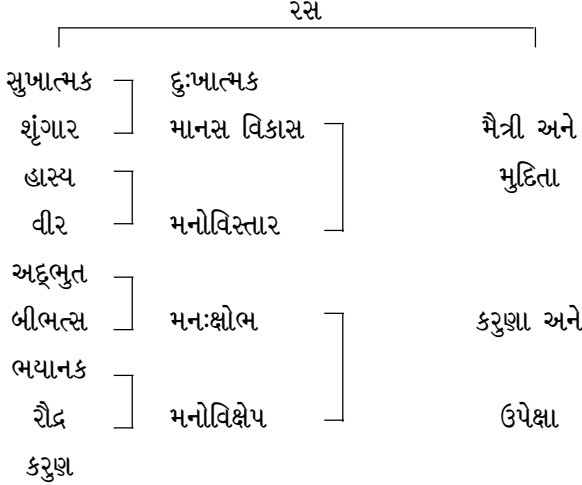 રસ
સુખાત્મક દુઃખાત્મક
શૃંગાર માનસ વિકાસ મૈત્રી અને
હાસ્ય મુદિતા
વીર મનોવિસ્તાર
અદ્ભુત
બીભત્સ મનઃક્ષોભ કરુણા અને
ભયાનક
રૌદ્ર મનોવિક્ષેપ ઉપેક્ષા
કરુણ